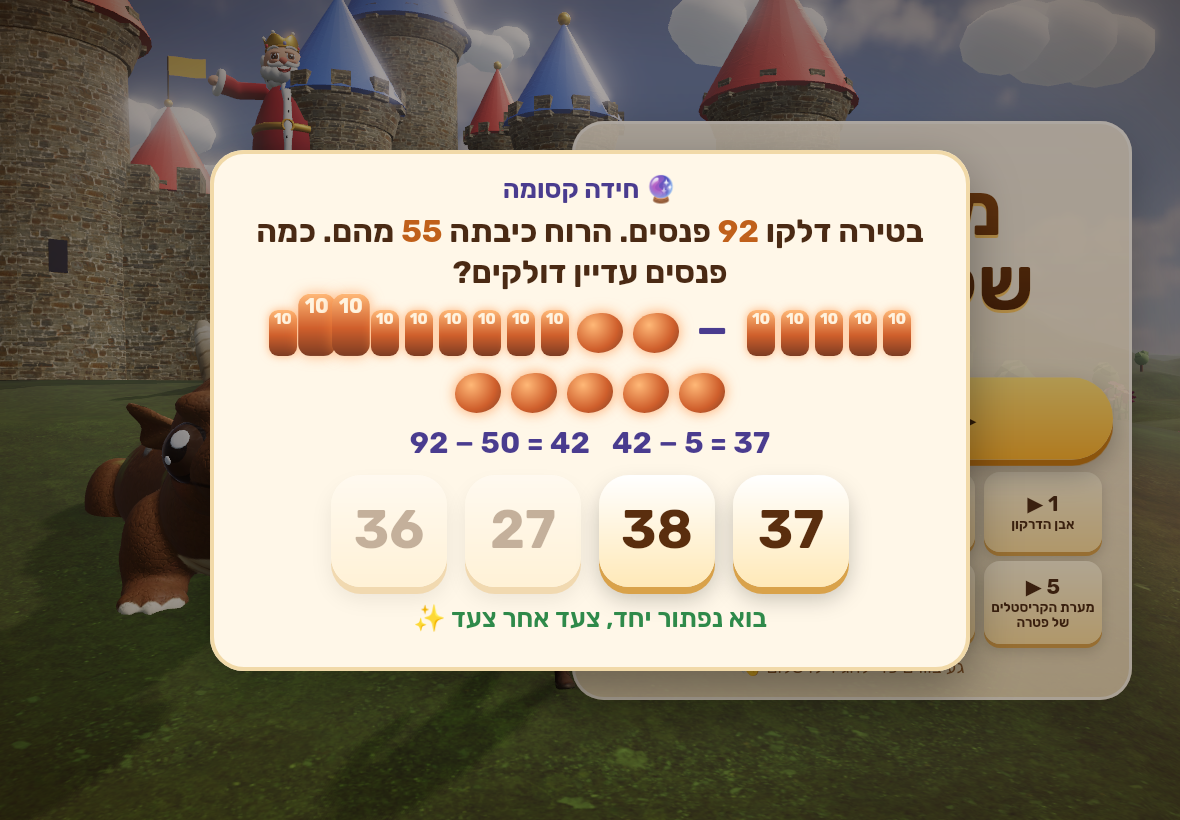 🔮 חידה קסומה
בטירה דלקו 92 פנסים. הרוח כיבתה 55 מהם. כמה
פנסים עדיין דולקים?
10 10 10 10 10 10 10 10 10 − 10 10 10 10 10
92 − 50 = 42 42 − 5 = 37
36 27 38 37
בוא נפתור יחד, צעד אחר צעד ✨
▶ 1
אבן הדרקון
▶ 5
מערת הקריסטלים
של פטרה